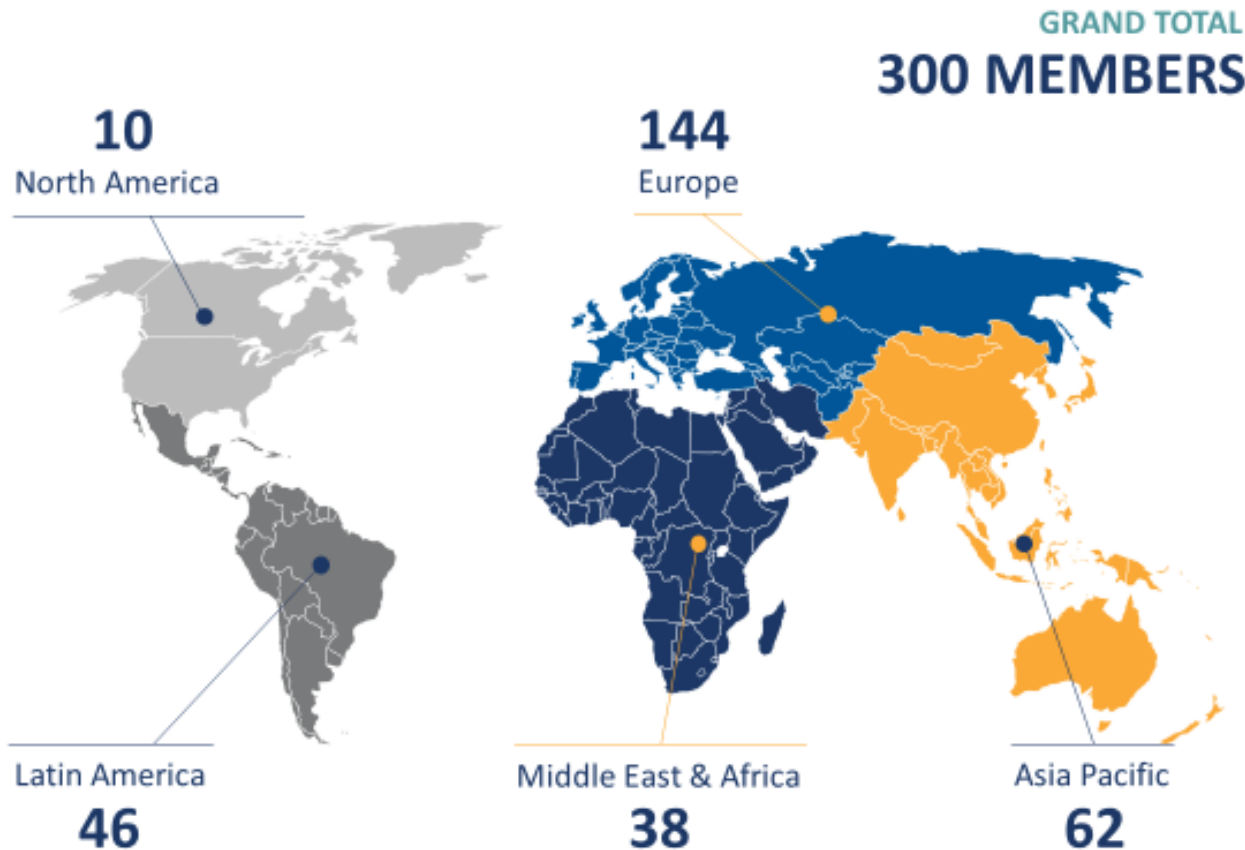 GRAND TOTAL
300 MEMBERS
10
North America
144
Europe
Latin America
46
Middle East & Africa
38
Asia Pacific
62